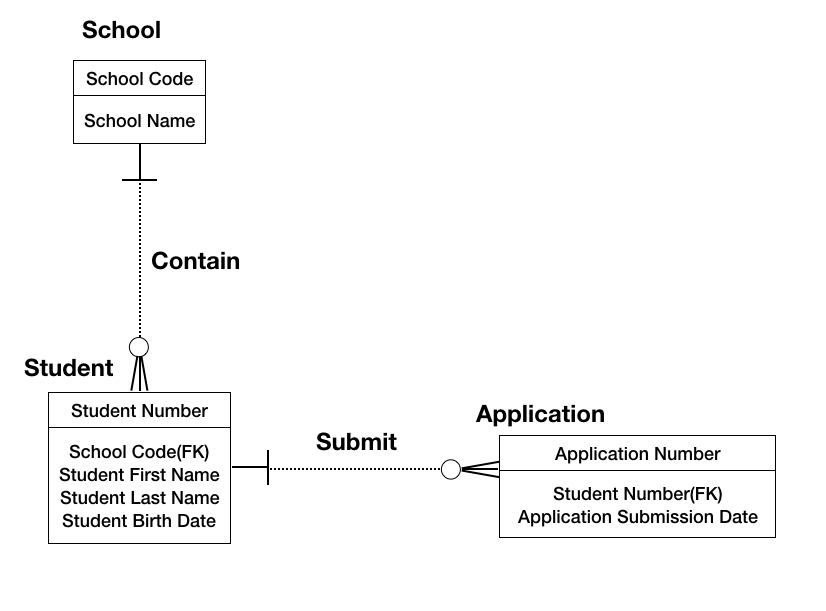 School
School Code
School Name
Contain
Student
Student Number
School Code(FK)
Student First Name
Student Last Name
Student Birth Date
Submit
Application
Application Number
Student Number(FK)
Application Submission Date